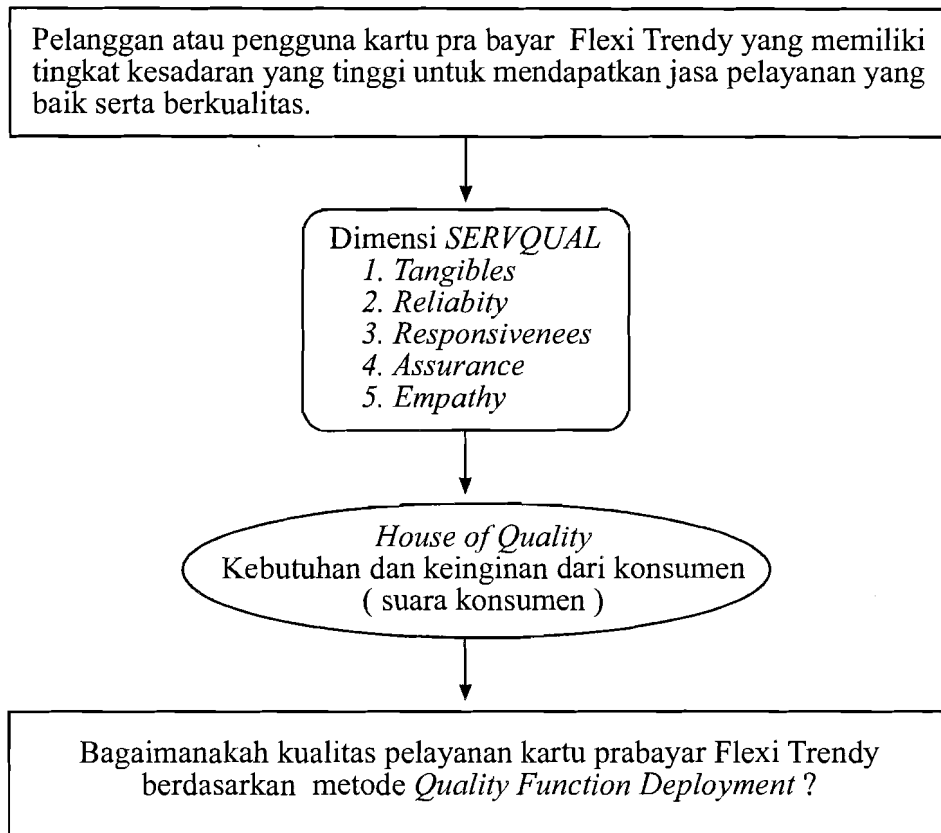 Pelanggan atau pengguna kartu pra bayar Flexi Trendy yang memiliki
tingkat kesadaran yang tinggi untuk mendapatkan jasa pelayanan yang
baik serta berkualitas.
Dimensi SERVQUAL
1. Tangibles
2. Reliabity
3. Responsivenees
4. Assurance
5. Empathy
House of Quality
Kebutuhan dan keinginan dari konsumen
( suara konsumen )
Bagaimanakah kualitas pelayanan kartu prabayar Flexi Trendy
berdasarkan metode Quality Function Deployment ?